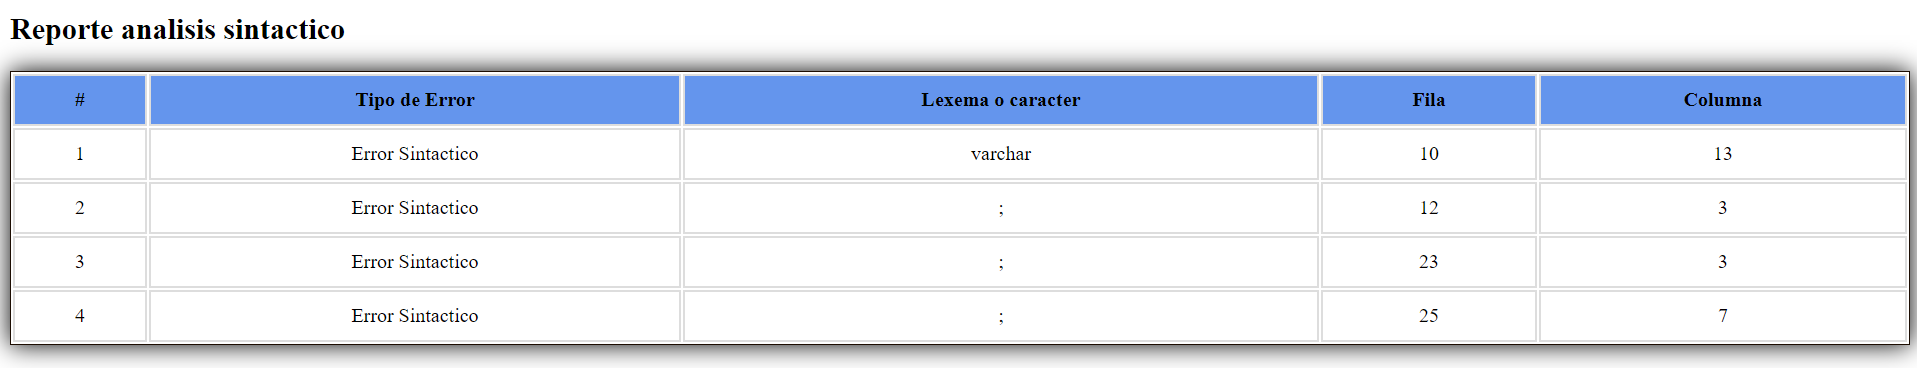 Reporte analisis sintactico
# Tipo de Error Lexema o caracter Fila Columna
1 Error Sintactico varchar 10 13
2 Error Sintactico ; 12 3
3 Error Sintactico ; 23 3
4 Error Sintactico ; 25 7